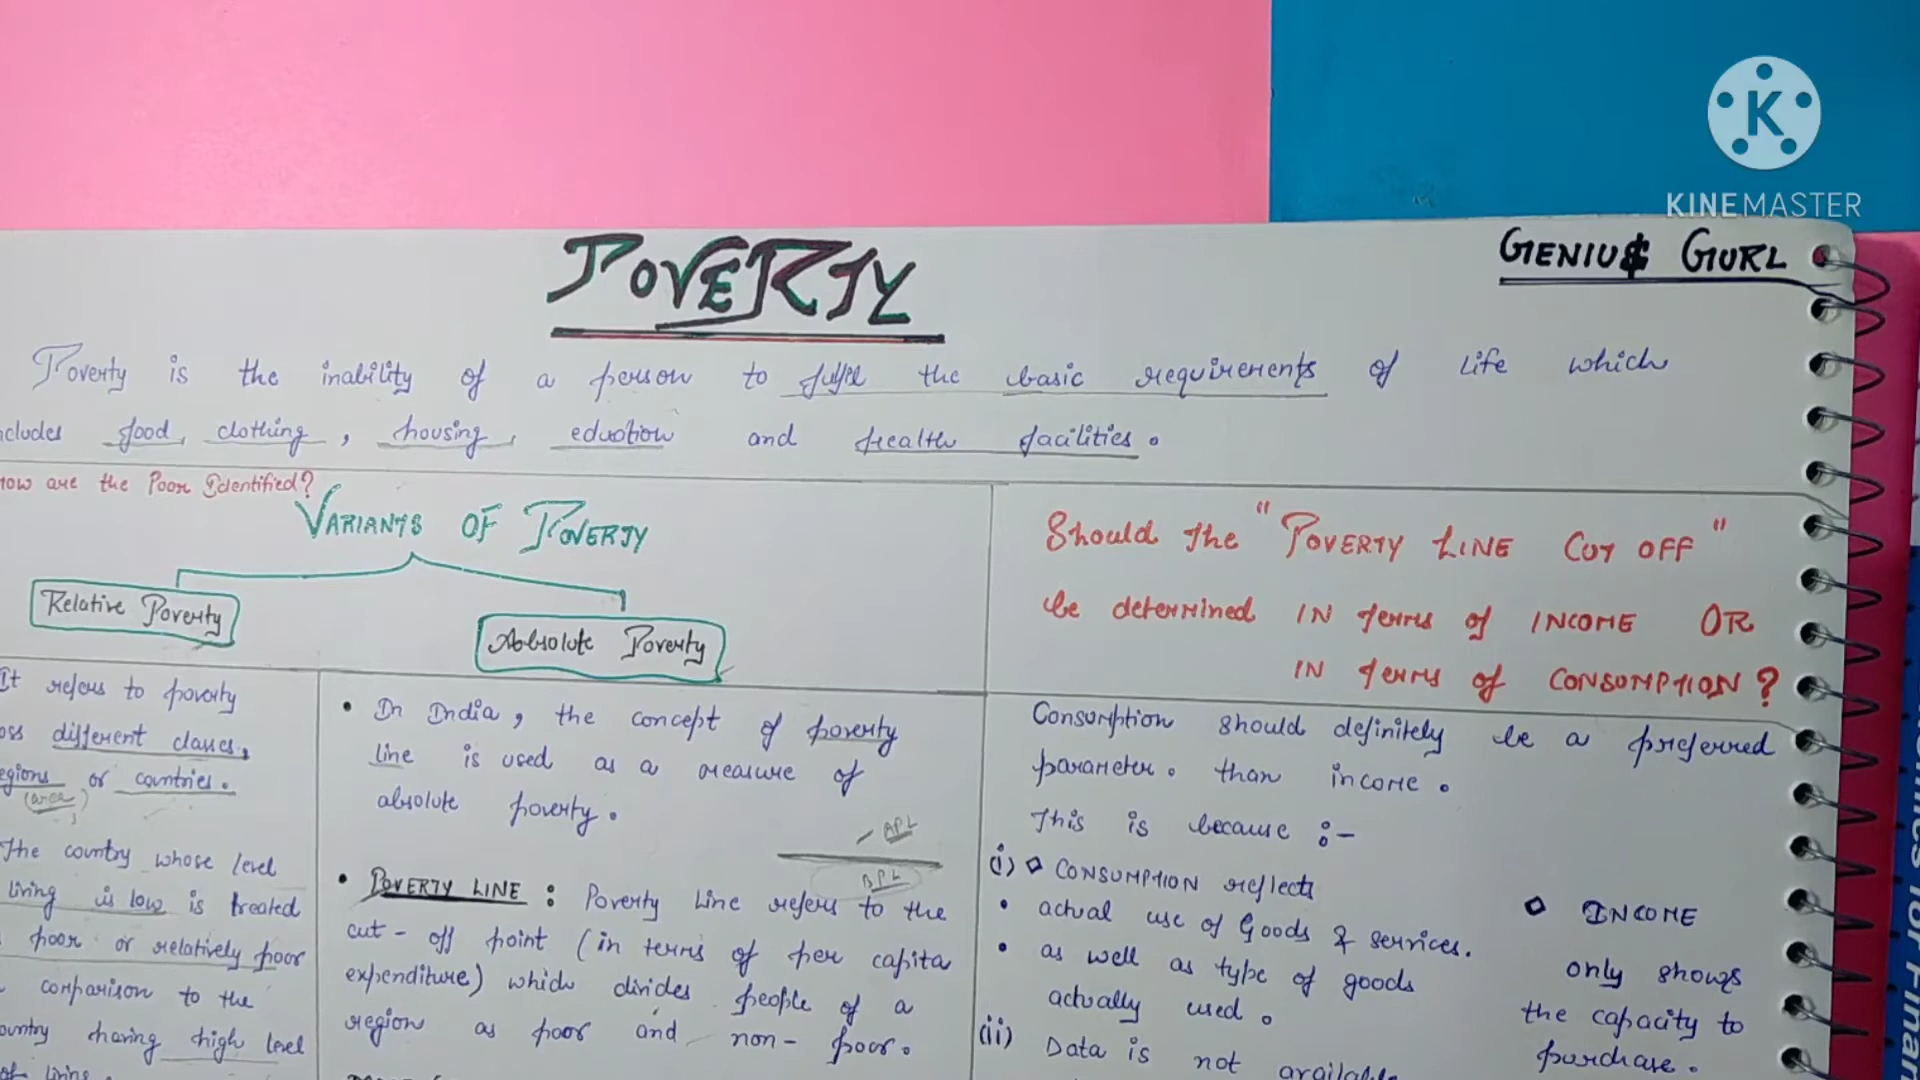 KINEMASTER
GENIU$ GURL
POVERTY
Poverty is the inability of a person to fulfil the basic requirements of life which
cludes food, clothing, housing, eduction and health facilities.
How are the Poor Identified?
VARIANTS OF POVERTY
Relative Poverty
Absolute Poverty
It refers to poverty
oss different classes,
egions or countries.
(area)
The country whose level
living is low is treated
poor or relatively poor
comparison to the
ountry having high level
of living.
• In India, the concept of poverty
line is used as a measure of
absolute poverty.
APL
BPL
• POVERTY LINE : Poverty Line refers to the
cut-off point (in terms of per capita
expenditure) which divides people of a
region as poor and non-poor.
Should the "POVERTY LINE CUT OFF"
be determined IN terms of INCOME OR
IN terms of CONSUMPTION?
Consumption should definitely be a preferred
parameter. than income.
This is because :-
(i) CONSUMPTION reflects
• actual use of Goods & services.
• as well as type of goods
actually used.
INCOME
only shows
the capacity to
purchase.
(ii) Data is not available